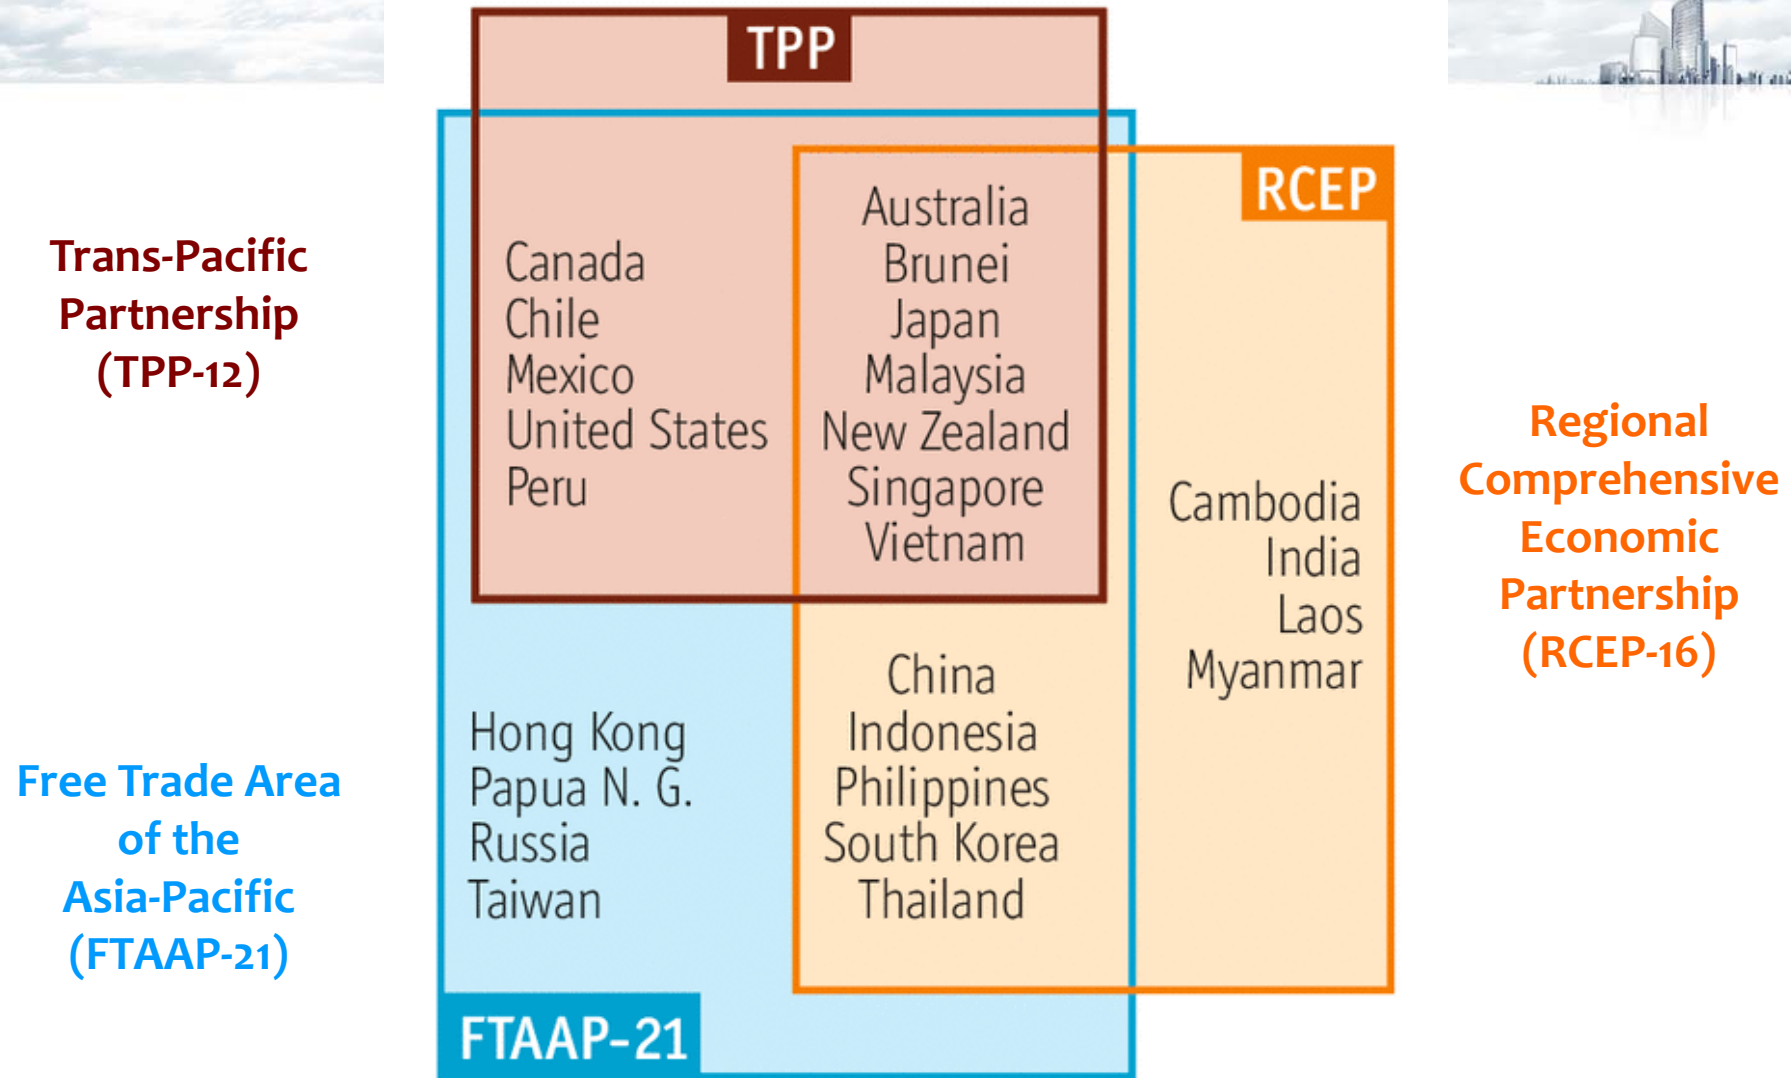 TPP
RCEP
Trans-Pacific
Partnership
(TPP-12)
Canada
Chile
Mexico
United States
Peru
Australia
Brunei
Japan
Malaysia
New Zealand
Singapore
Vietnam
Cambodia
India
Laos
Myanmar
Regional
Comprehensive
Economic
Partnership
(RCEP-16)
Free Trade Area
of the
Asia-Pacific
(FTAAP-21)
Hong Kong
Papua N. G.
Russia
Taiwan
China
Indonesia
Philippines
South Korea
Thailand
FTAAP-21